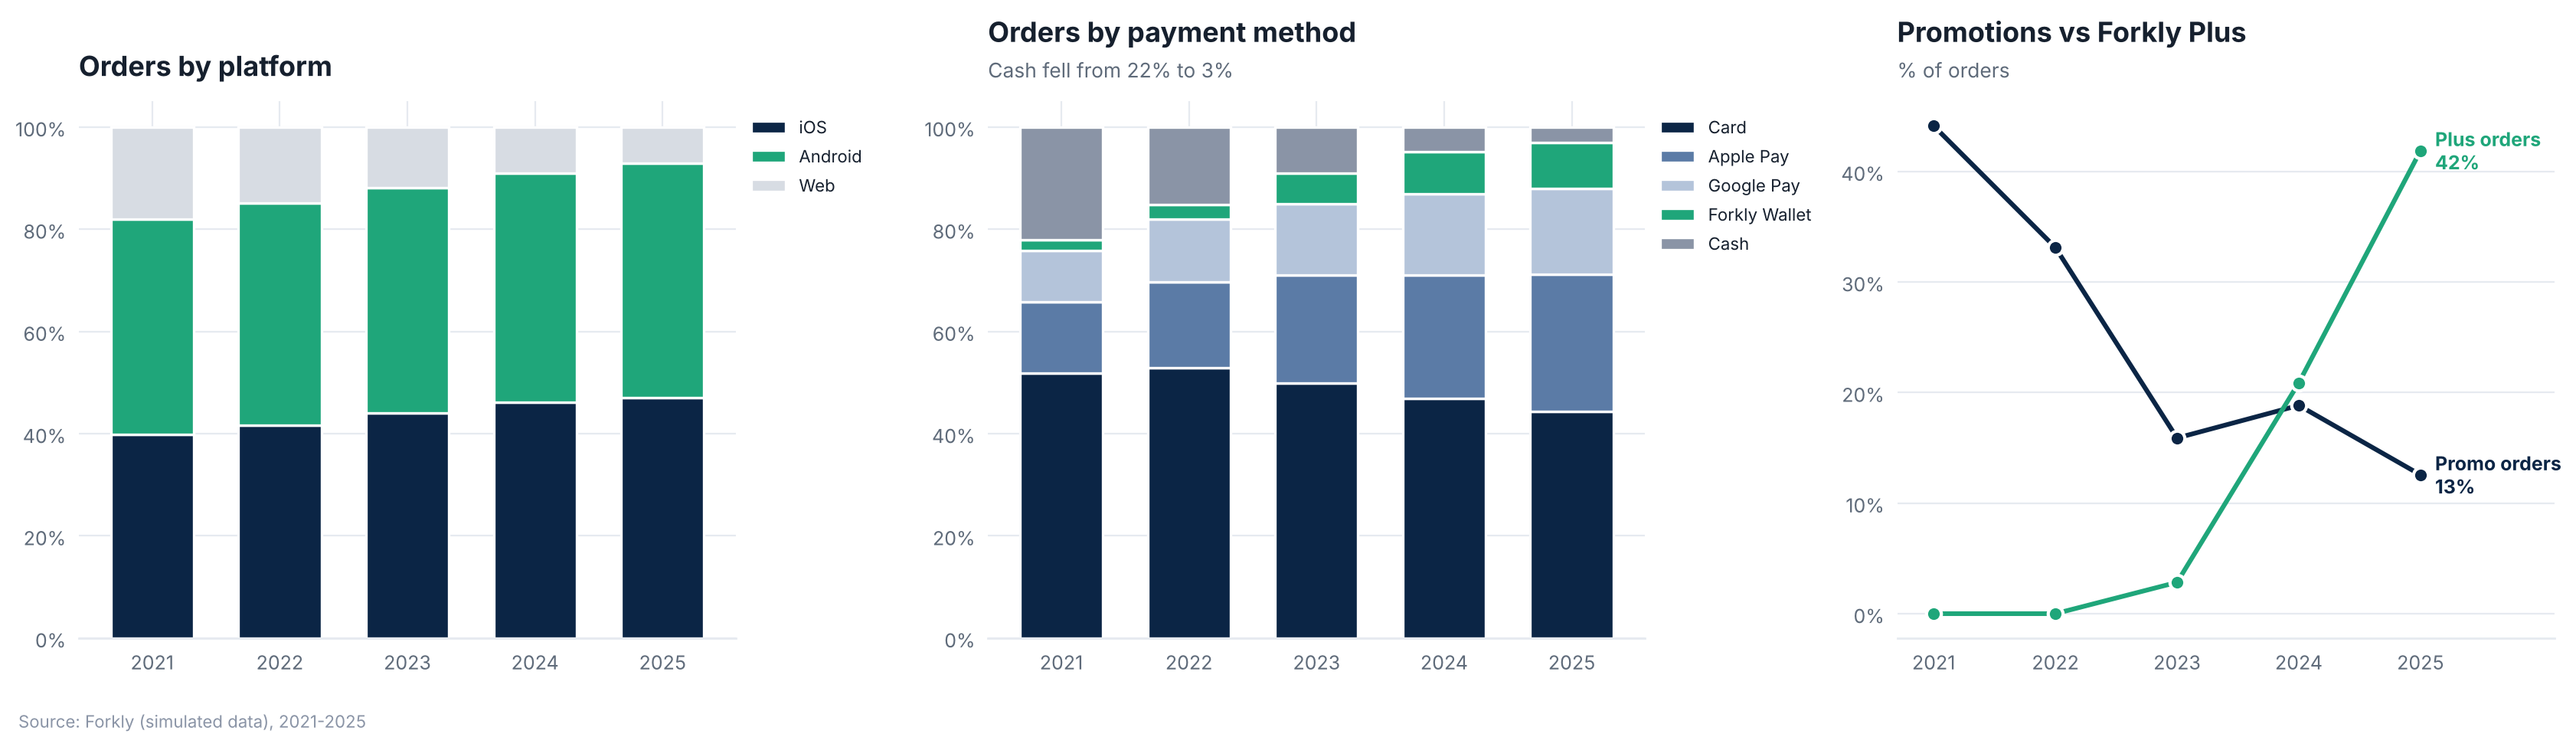 Orders by platform
100%
80%
60%
40%
20%
0%
2021 2022 2023 2024 2025
iOS
Android
Web
Orders by payment method
Cash fell from 22% to 3%
100%
80%
60%
40%
20%
0%
2021 2022 2023 2024 2025
Card
Apple Pay
Google Pay
Forkly Wallet
Cash
Promotions vs Forkly Plus
% of orders
40%
30%
20%
10%
0%
2021 2022 2023 2024 2025
Plus orders
42%
Promo orders
13%
Source: Forkly (simulated data), 2021-2025